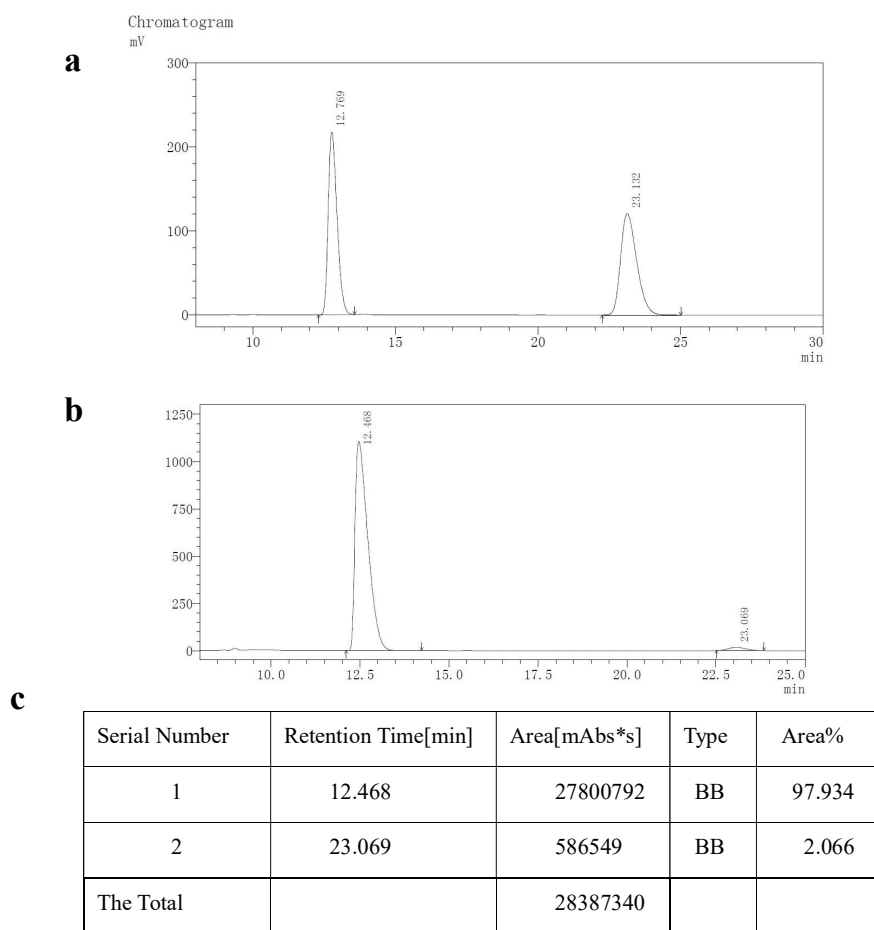 Chromatogram
mV
a
300
200
100
0
12.769
23.132
10 15 20 25 30
min
b
1250
1000
750
500
250
0
12.468
23.069
10.0 12.5 15.0 17.5 20.0 22.5 25.0
min
c
Serial Number Retention Time[min] Area[mAbs*s] Type Area%
1 12.468 27800792 BB 97.934
2 23.069 586549 BB 2.066
The Total 28387340